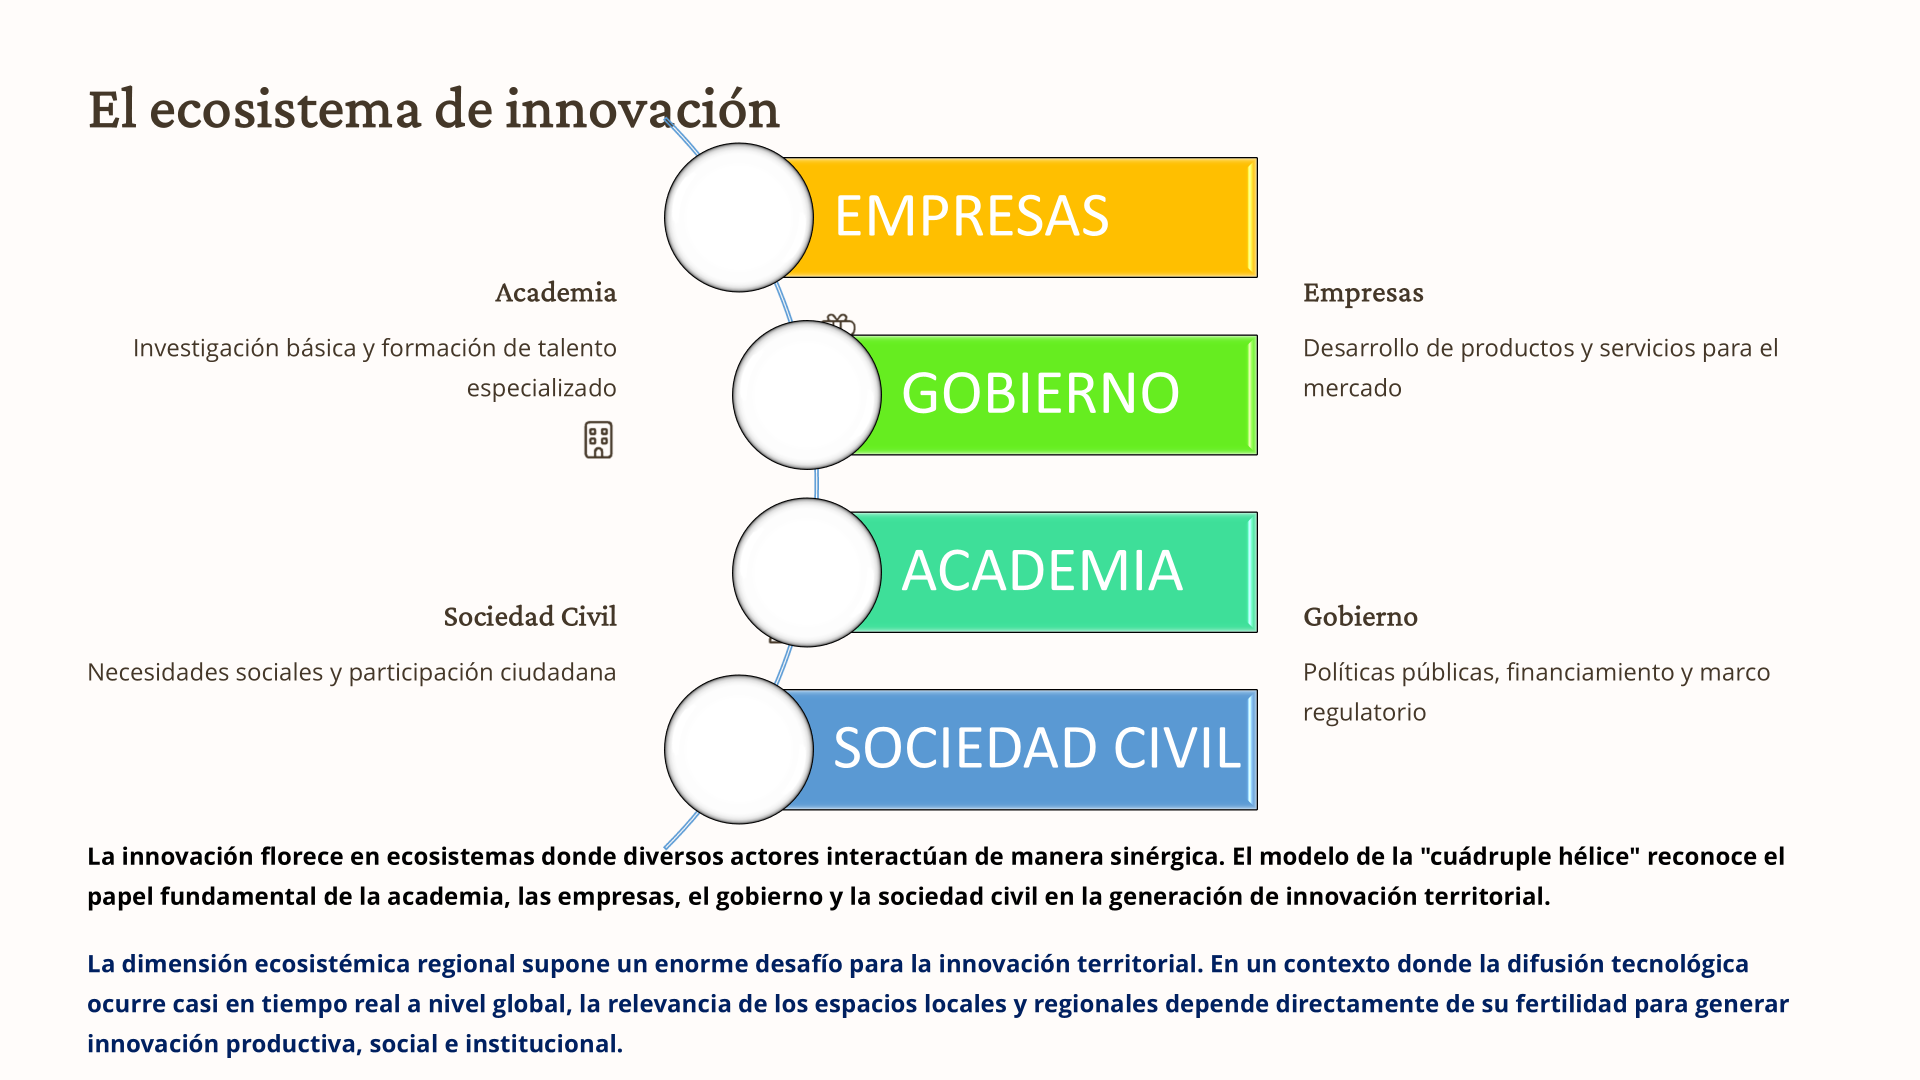 El ecosistema de innovación
EMPRESAS
GOBIERNO
ACADEMIA
SOCIEDAD CIVIL
Academia
Investigación básica y formación de talento
especializado
Empresas
Desarrollo de productos y servicios para el
mercado
Sociedad Civil
Necesidades sociales y participación ciudadana
Gobierno
Políticas públicas, financiamiento y marco
regulatorio
La innovación florece en ecosistemas donde diversos actores interactúan de manera sinérgica. El modelo de la "cuádruple hélice" reconoce el
papel fundamental de la academia, las empresas, el gobierno y la sociedad civil en la generación de innovación territorial.
La dimensión ecosistémica regional supone un enorme desafío para la innovación territorial. En un contexto donde la difusión tecnológica
ocurre casi en tiempo real a nivel global, la relevancia de los espacios locales y regionales depende directamente de su fertilidad para generar
innovación productiva, social e institucional.